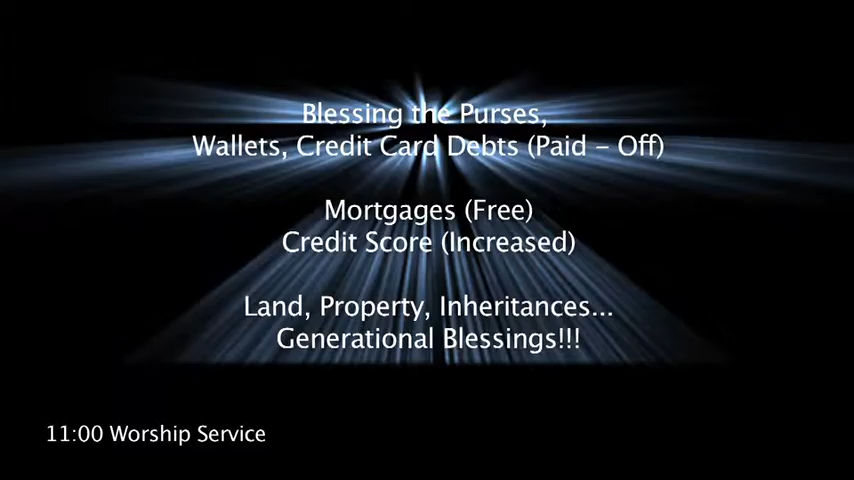 Blessing the Purses,
Wallets, Credit Card Debts (Paid - Off)
Mortgages (Free)
Credit Score (Increased)
Land, Property, Inheritances...
Generational Blessings!!!
11:00 Worship Service